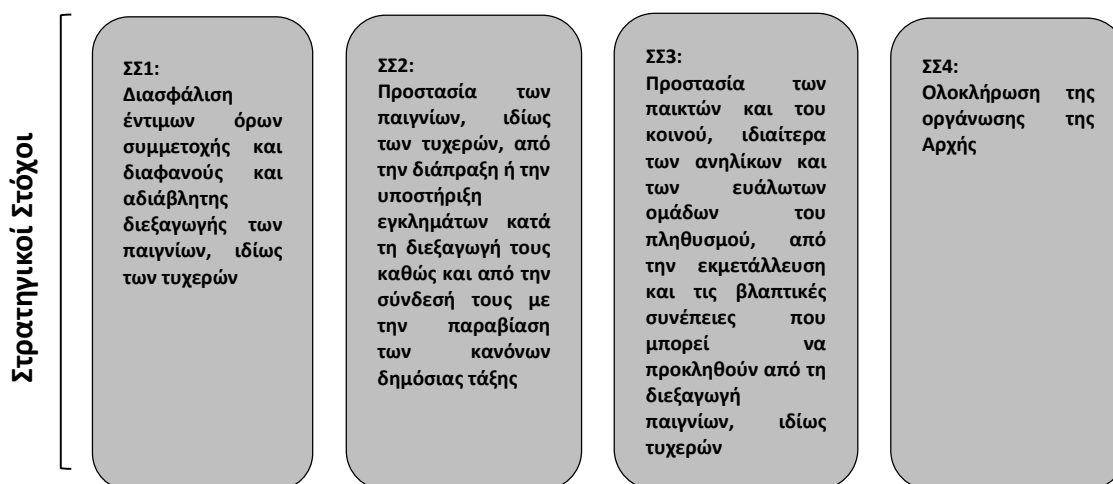 Στρατηγικοί Στόχοι
ΣΣ1:
Διασφάλιση
έντιμων όρων
συμμετοχής και
διαφανούς και
αδιάβλητης
διεξαγωγής των
παιγνίων, ιδίως
των τυχερών
ΣΣ2:
Προστασία των
παιγνίων, ιδίως
των τυχερών, από
την διάπραξη ή την
υποστήριξη
εγκλημάτων κατά
τη διεξαγωγή τους
καθώς και από την
σύνδεσή τους με
την παραβίαση
των κανόνων
δημόσιας τάξης
ΣΣ3:
Προστασία των
παικτών και του
κοινού, ιδιαίτερα
των ανηλίκων και
των ευάλωτων
ομάδων του
πληθυσμού, από
την εκμετάλλευση
και τις βλαπτικές
συνέπειες που
μπορεί να
προκληθούν από τη
διεξαγωγή
παιγνίων, ιδίως
τυχερών
ΣΣ4:
Ολοκλήρωση της
οργάνωσης της
Αρχής